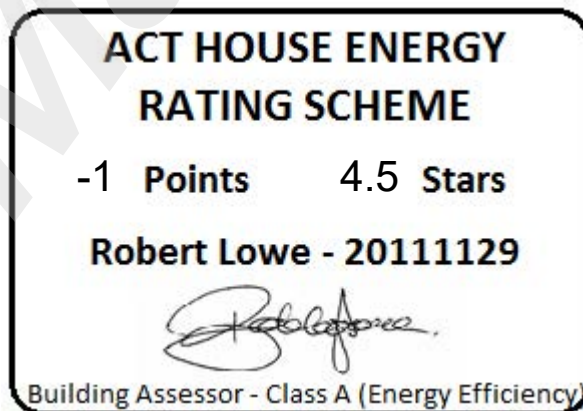 ACT HOUSE ENERGY
RATING SCHEME
-1 Points 4.5 Stars
Robert Lowe - 20111129
Building Assessor - Class A (Energy Efficiency)